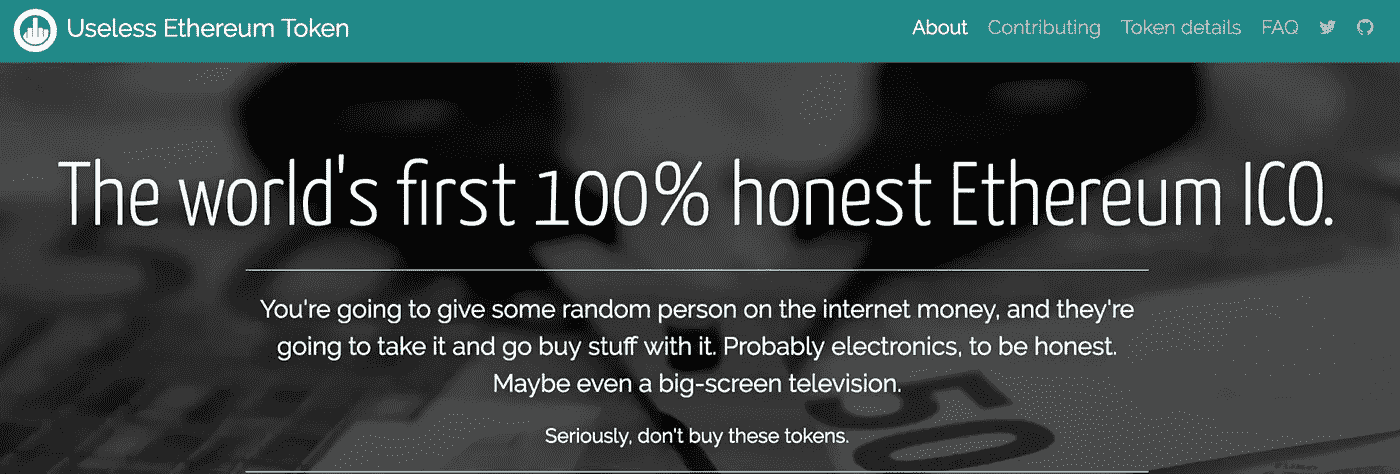 Useless Ethereum Token
About Contributing Token details FAQ
The world's first 100% honest Ethereum ICO.
You're going to give some random person on the internet money, and they're
going to take it and go buy stuff with it. Probably electronics, to be honest.
Maybe even a big-screen television.
Seriously, don't buy these tokens.
50